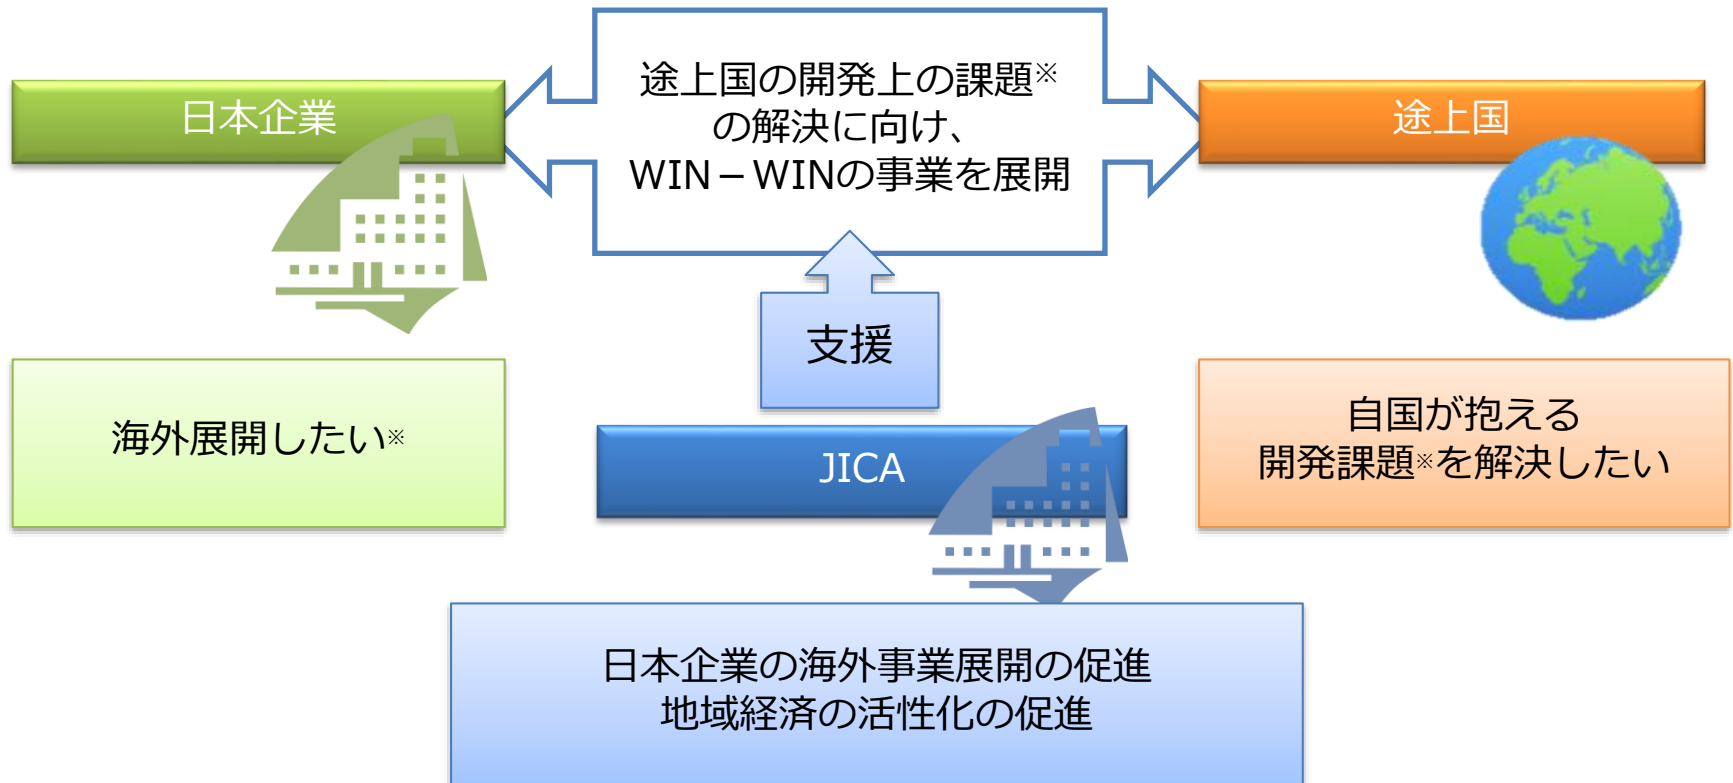 途上国の開発上の課題※
の解決に向け、
WIN－WINの事業を展開
日本企業
途上国
支援
海外展開したい※
JICA
自国が抱える
開発課題※を解決したい
日本企業の海外事業展開の促進
地域経済の活性化の促進